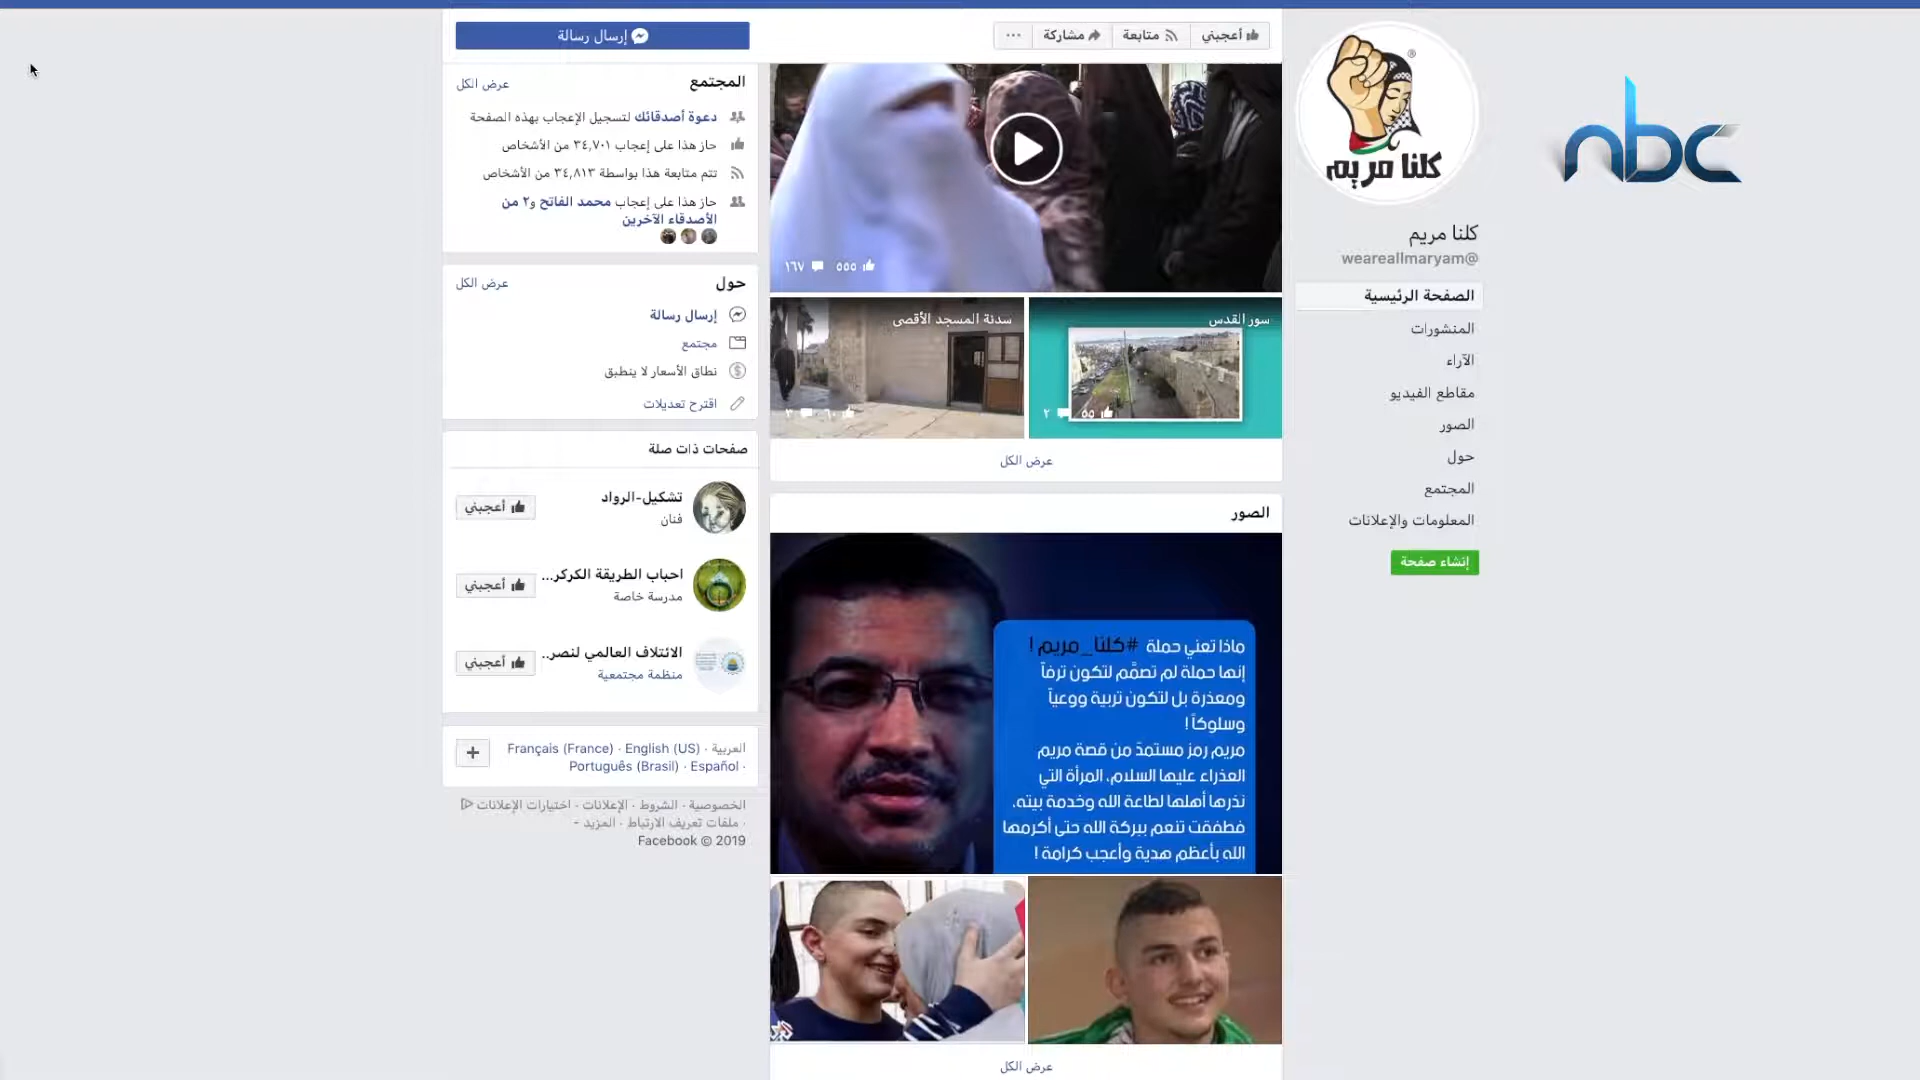 أعجبني
متابعة
مشاركة
إرسال رسالة
nbc
كلنا مريم
كلنا مريم
@weareallmaryam
الصفحة الرئيسية
المنشورات
الآراء
مقاطع الفيديو
الصور
حول
المجتمع
المعلومات والإعلانات
إنشاء صفحة
٥٥٥ ١٦٧
سور القدس
٥٥ ٢
سدنة المسجد الأقصى
٦٠ ٣
عرض الكل
الصور
ماذا تعني حملة #كلنا_مريم !
إنها حملة لم تصمَّم لتكون ترفاً
ومعذرة بل لتكون تربية ووعياً
وسلوكاً !
مريم رمز مستمدّ من قصة مريم
العذراء عليها السلام، المرأة التي
نذرها أهلها لطاعة الله وخدمة بيته،
فطفقت تنعم ببركة الله حتى أكرمها
الله بأعظم هدية وأعجب كرامة !
عرض الكل
المجتمع عرض الكل
دعوة أصدقائك لتسجيل الإعجاب بهذه الصفحة
حاز هذا على إعجاب ٣٤,٧٠١ من الأشخاص
تتم متابعة هذا بواسطة ٣٤,٨١٣ من الأشخاص
حاز هذا على إعجاب محمد الفاتح و٢ من
الأصدقاء الآخرين
حول عرض الكل
إرسال رسالة
مجتمع
نطاق الأسعار لا ينطبق
اقترح تعديلات
صفحات ذات صلة
تشكيل-الرواد
فنان
أعجبني
احباب الطريقة الكركر...
مدرسة خاصة
أعجبني
الائتلاف العالمي لنصر...
منظمة مجتمعية
أعجبني
العربية · English (US) · Français (France)
· Português (Brasil) · Español
الخصوصية · الشروط · الإعلانات · اختيارات الإعلانات
· ملفات تعريف الارتباط · المزيد
Facebook © 2019